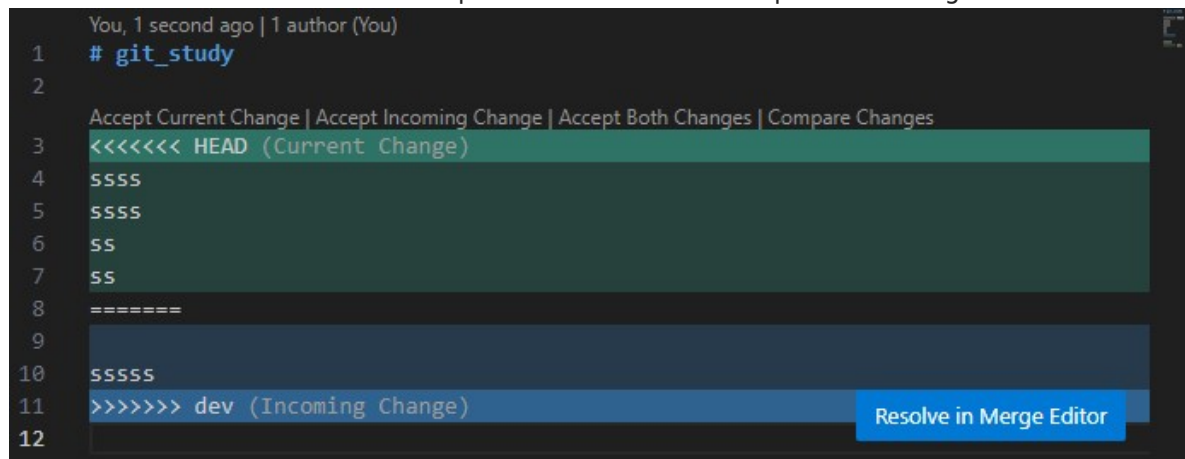 You, 1 second ago | 1 author (You)
1 # git_study
2
Accept Current Change | Accept Incoming Change | Accept Both Changes | Compare Changes
3 <<<<<<< HEAD (Current Change)
4 ssss
5 ssss
6 ss
7 ss
8 =======
9
10 sssss
11 >>>>>>> dev (Incoming Change)
Resolve in Merge Editor
12